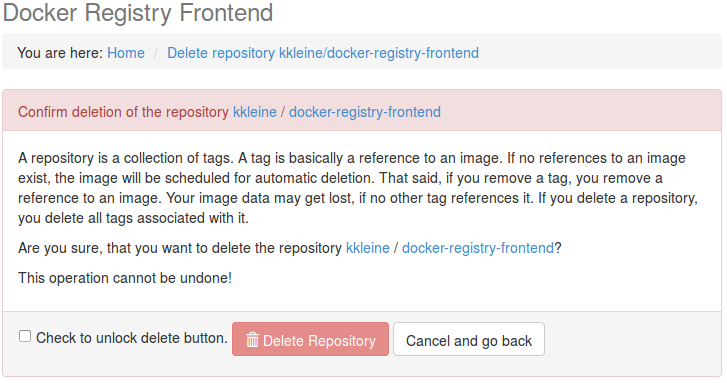 Docker Registry Frontend
You are here: Home / Delete repository kkleine/docker-registry-frontend
Confirm deletion of the repository kkleine / docker-registry-frontend
A repository is a collection of tags. A tag is basically a reference to an image. If no references to an image
exist, the image will be scheduled for automatic deletion. That said, if you remove a tag, you remove a
reference to an image. Your image data may get lost, if no other tag references it. If you delete a repository,
you delete all tags associated with it.
Are you sure, that you want to delete the repository kkleine / docker-registry-frontend?
This operation cannot be undone!
Check to unlock delete button. Delete Repository Cancel and go back